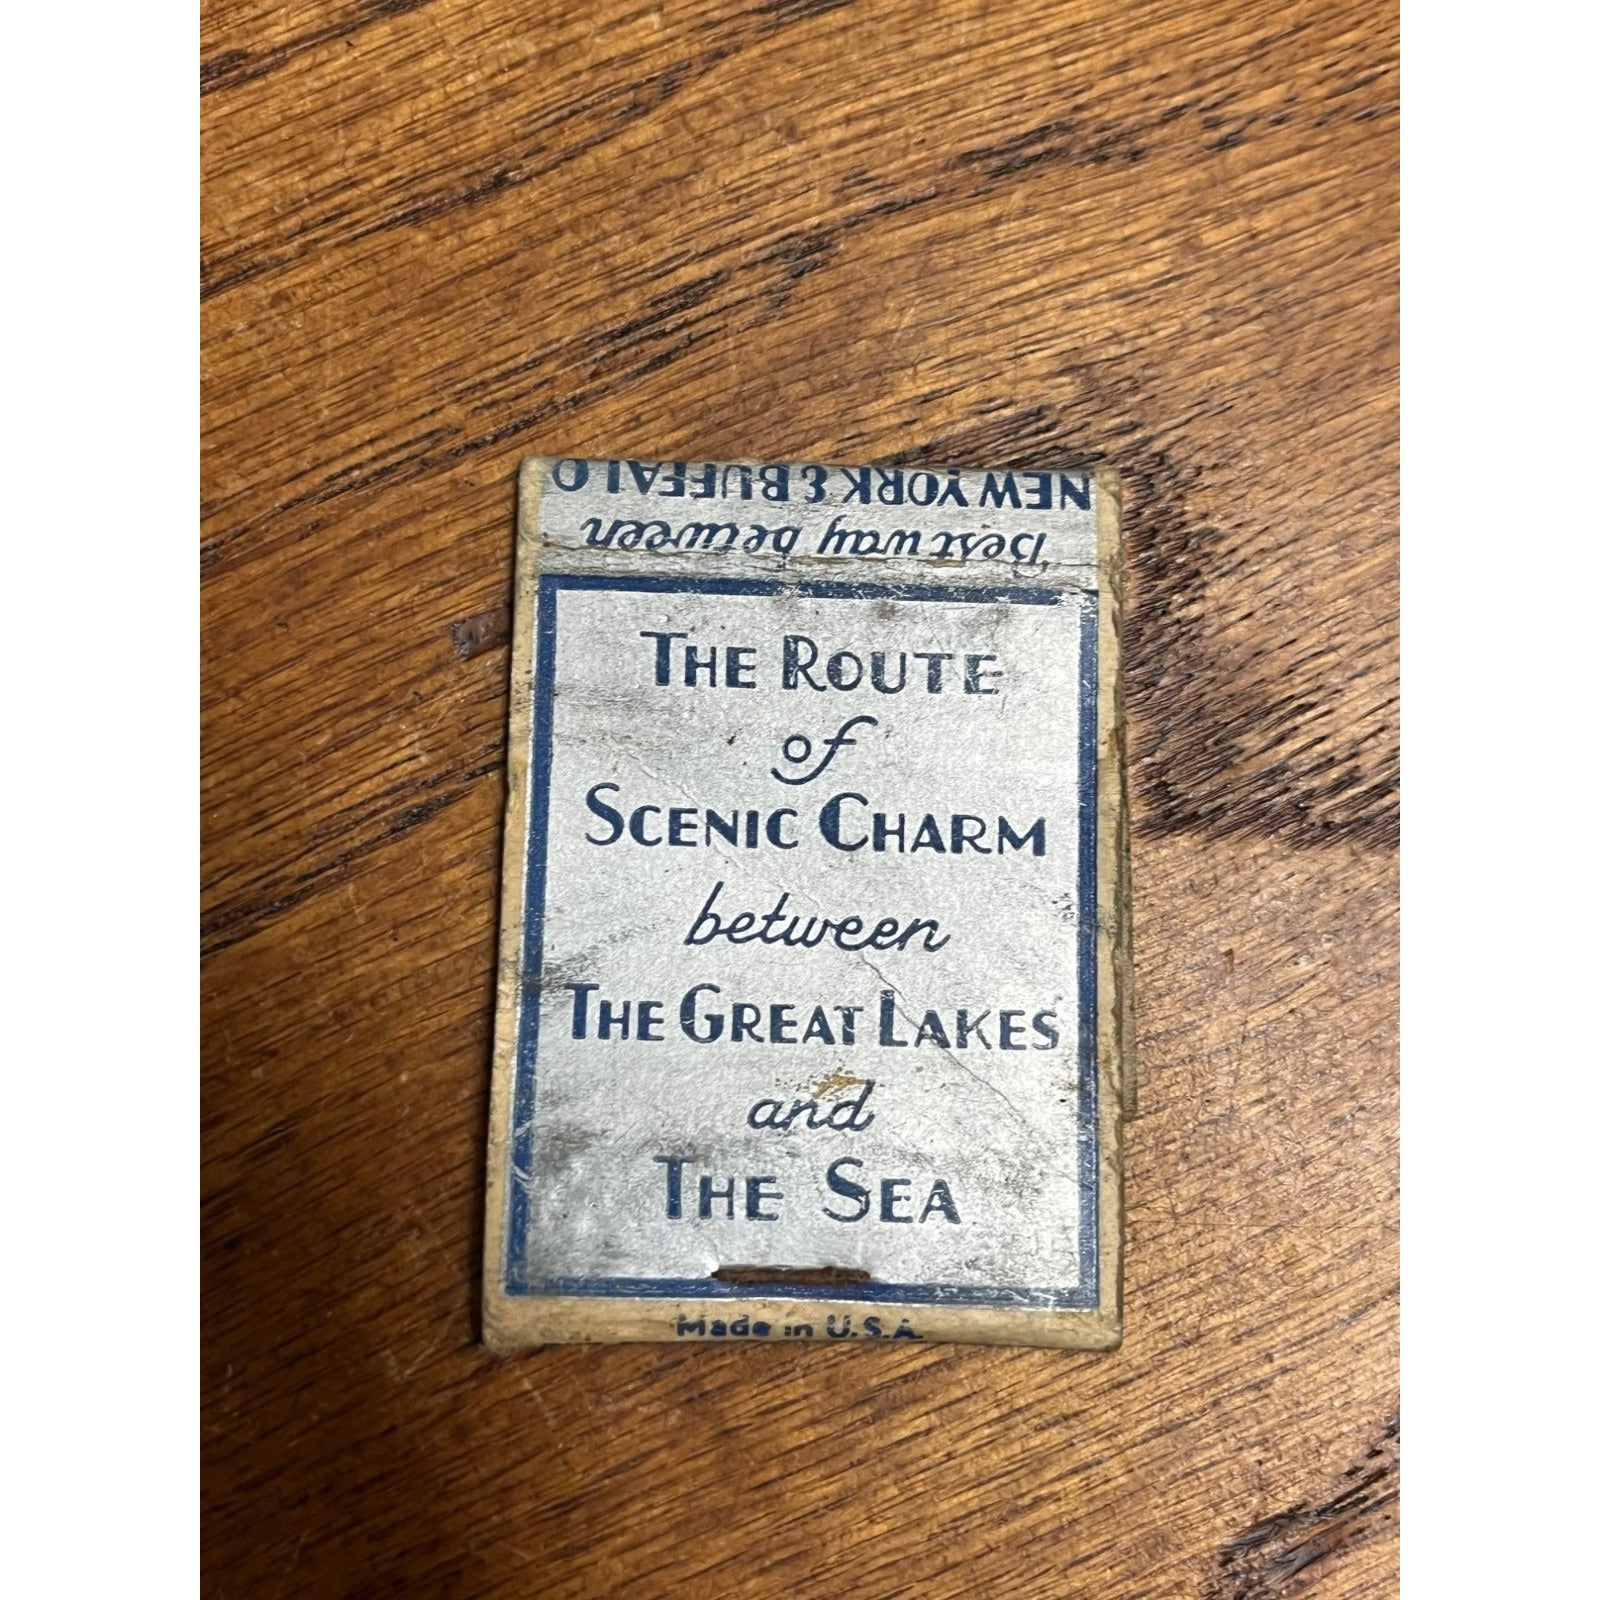 "Best way between
NEW YORK & BUFFALO
THE ROUTE
of
SCENIC CHARM
between
THE GREAT LAKES
and
THE SEA
Made in U.S.A.